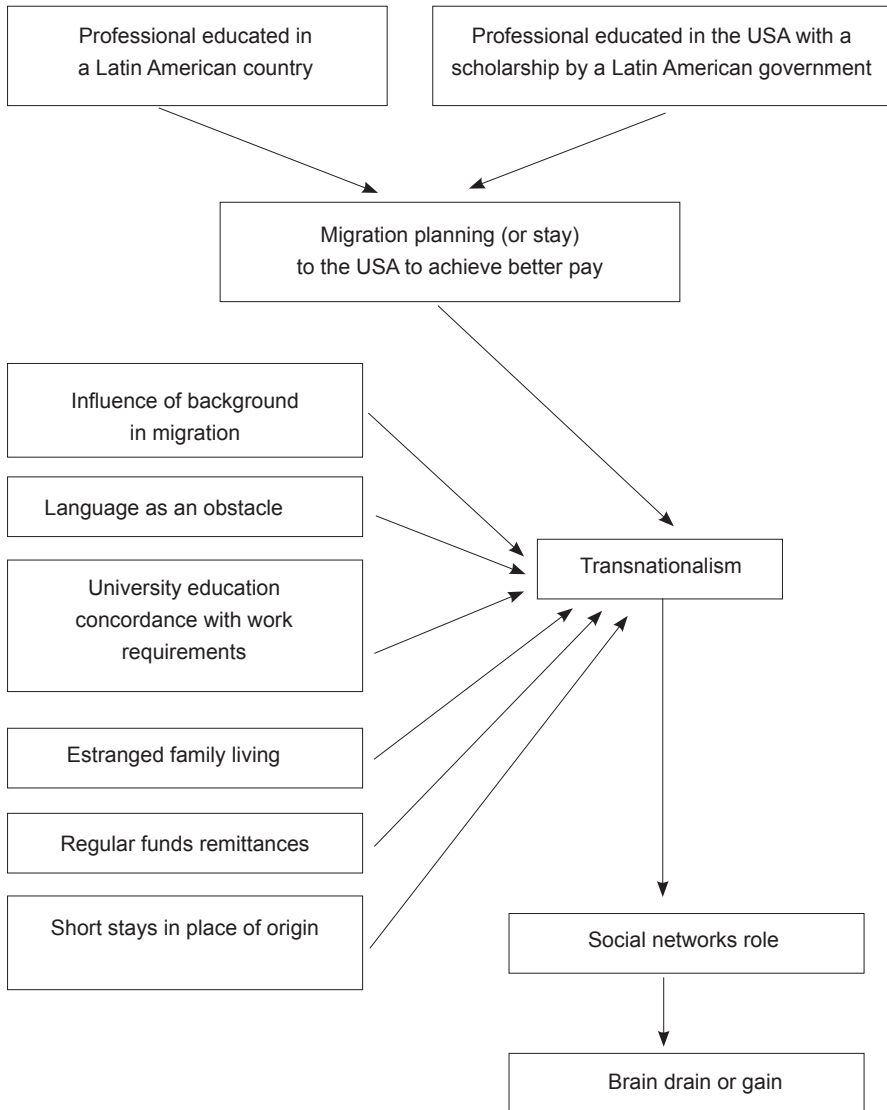 Professional educated in
a Latin American country
Professional educated in the USA with a
scholarship by a Latin American government
Migration planning (or stay)
to the USA to achieve better pay
Influence of background
in migration
Language as an obstacle
University education
concordance with work
requirements
Estranged family living
Regular funds remittances
Short stays in place of origin
Transnationalism
Social networks role
Brain drain or gain